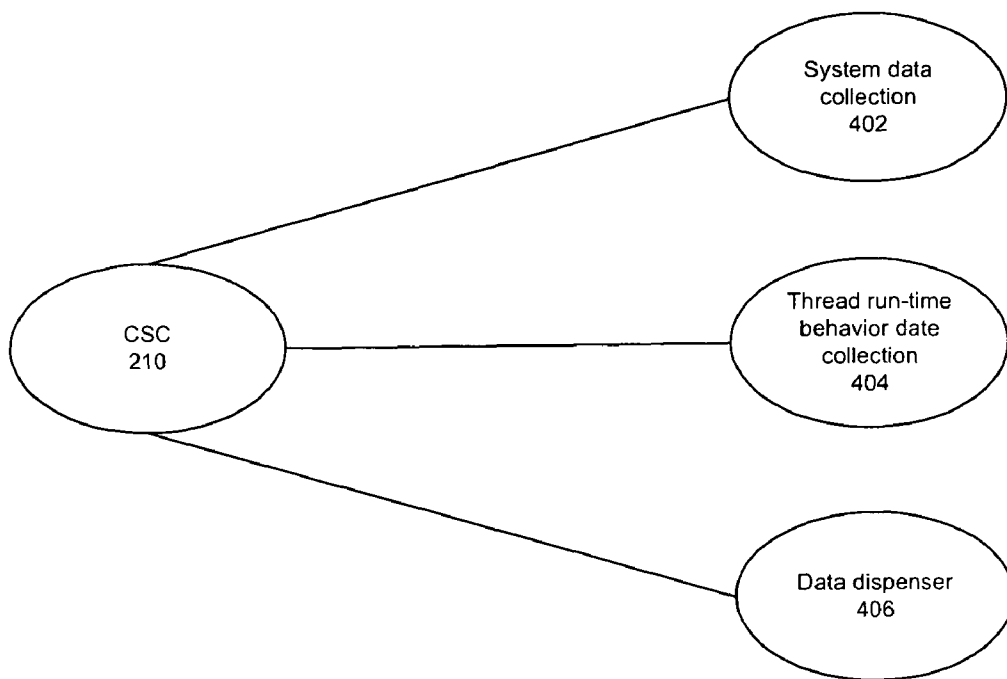 System data
collection
402
CSC
210
Thread run-time
behavior date
collection
404
Data dispenser
406